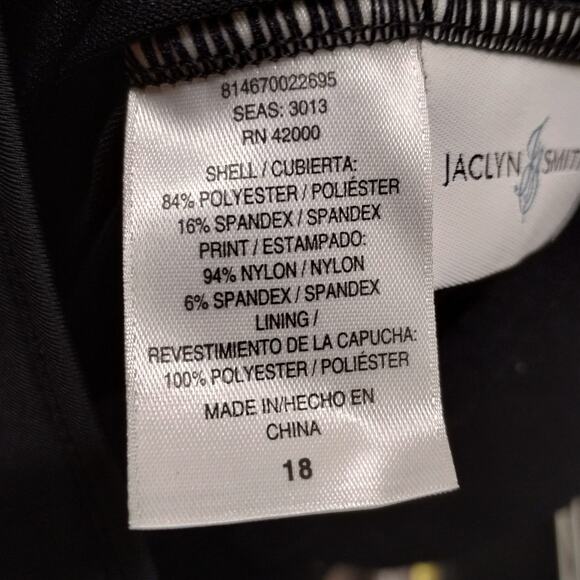 814670022695
SEAS: 3013
RN 42000
SHELL / CUBIERTA:
84% POLYESTER / POLIÉSTER
16% SPANDEX / SPANDEX
PRINT / ESTAMPADO:
94% NYLON / NYLON
6% SPANDEX / SPANDEX
LINING /
REVESTIMIENTO DE LA CAPUCHA:
100% POLYESTER / POLIÉSTER
MADE IN/HECHO EN
CHINA
18
JACLYN SMITH